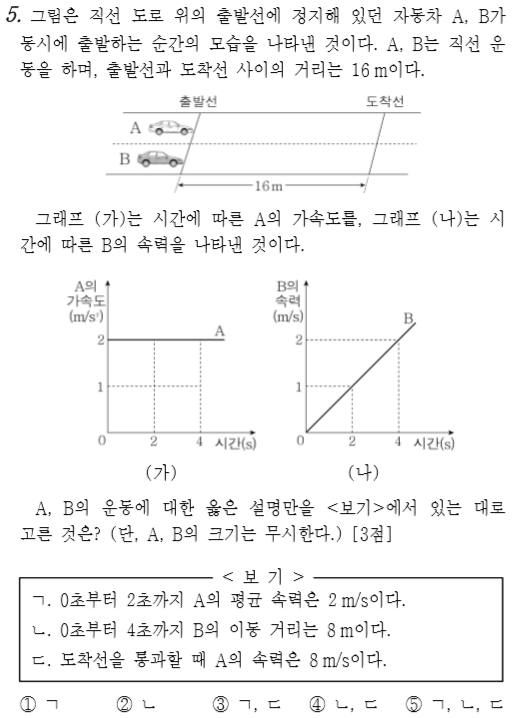 5. 그림은 직선 도로 위의 출발선에 정지해 있던 자동차 A, B가
동시에 출발하는 순간의 모습을 나타낸 것이다. A, B는 직선 운
동을 하며, 출발선과 도착선 사이의 거리는 16 m이다.
출발선 도착선
A
B
16 m
그래프 (가)는 시간에 따른 A의 가속도를, 그래프 (나)는 시
간에 따른 B의 속력을 나타낸 것이다.
A의
가속도
(m/s²)
A
2
1
0 2 4 시간(s)
(가)
B의
속력
(m/s)
B
2
1
0 2 4 시간(s)
(나)
A, B의 운동에 대한 옳은 설명만을 <보기>에서 있는 대로
고른 것은? (단, A, B의 크기는 무시한다.) [3점]
< 보 기 >
ㄱ. 0초부터 2초까지 A의 평균 속력은 2 m/s이다.
ㄴ. 0초부터 4초까지 B의 이동 거리는 8 m이다.
ㄷ. 도착선을 통과할 때 A의 속력은 8 m/s이다.
① ㄱ ② ㄴ ③ ㄱ, ㄷ ④ ㄴ, ㄷ ⑤ ㄱ, ㄴ, ㄷ